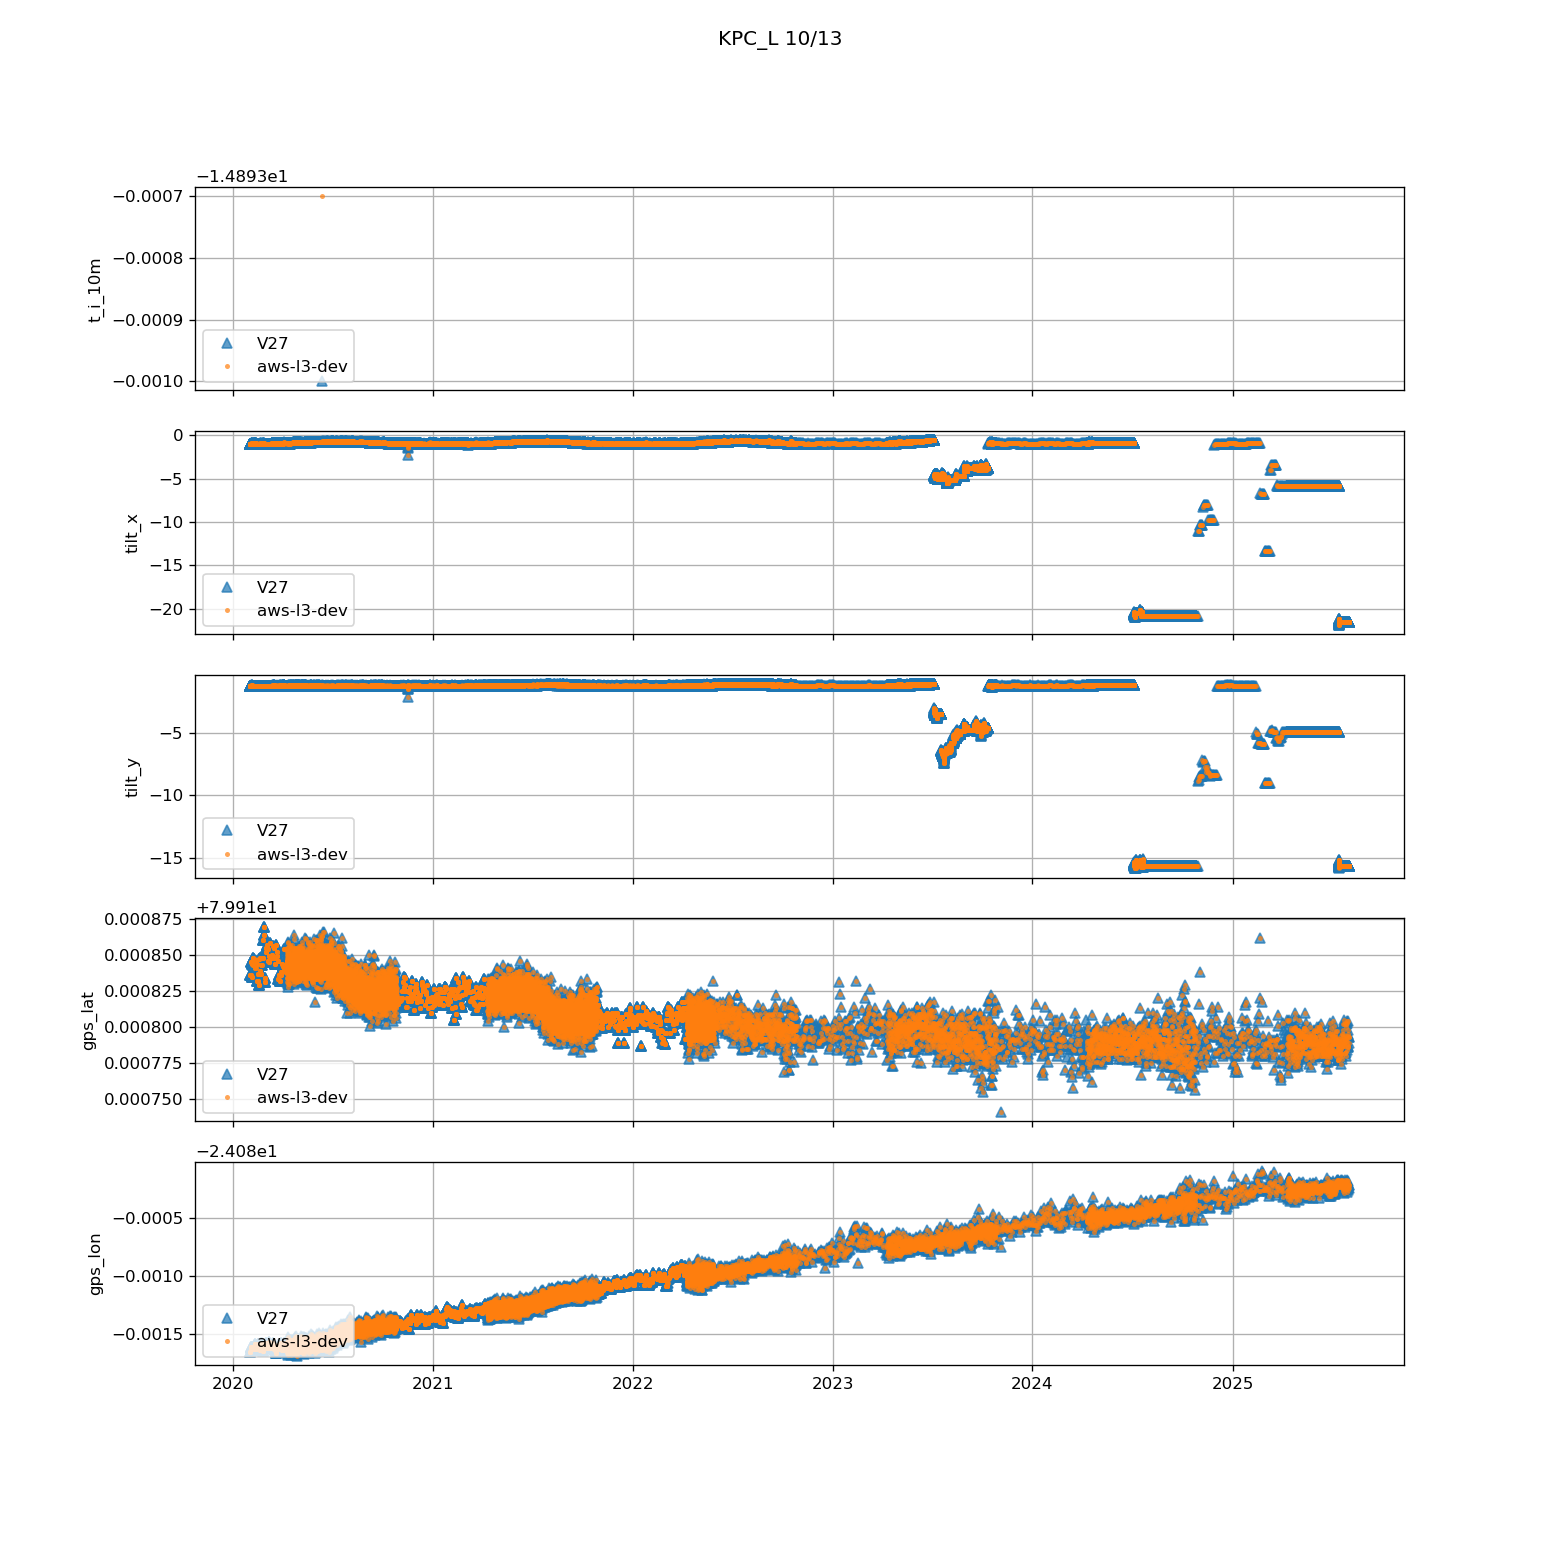 KPC_L 10/13
−1.4893e1
−0.0007
−0.0008
−0.0009
−0.0010
t_i_10m
V27
aws-l3-dev
0
−5
−10
−15
−20
tilt_x
V27
aws-l3-dev
−5
−10
−15
tilt_y
V27
aws-l3-dev
+7.991e1
0.000875
0.000850
0.000825
0.000800
0.000775
0.000750
gps_lat
V27
aws-l3-dev
−2.408e1
−0.0005
−0.0010
−0.0015
gps_lon
V27
aws-l3-dev
2020 2021 2022 2023 2024 2025